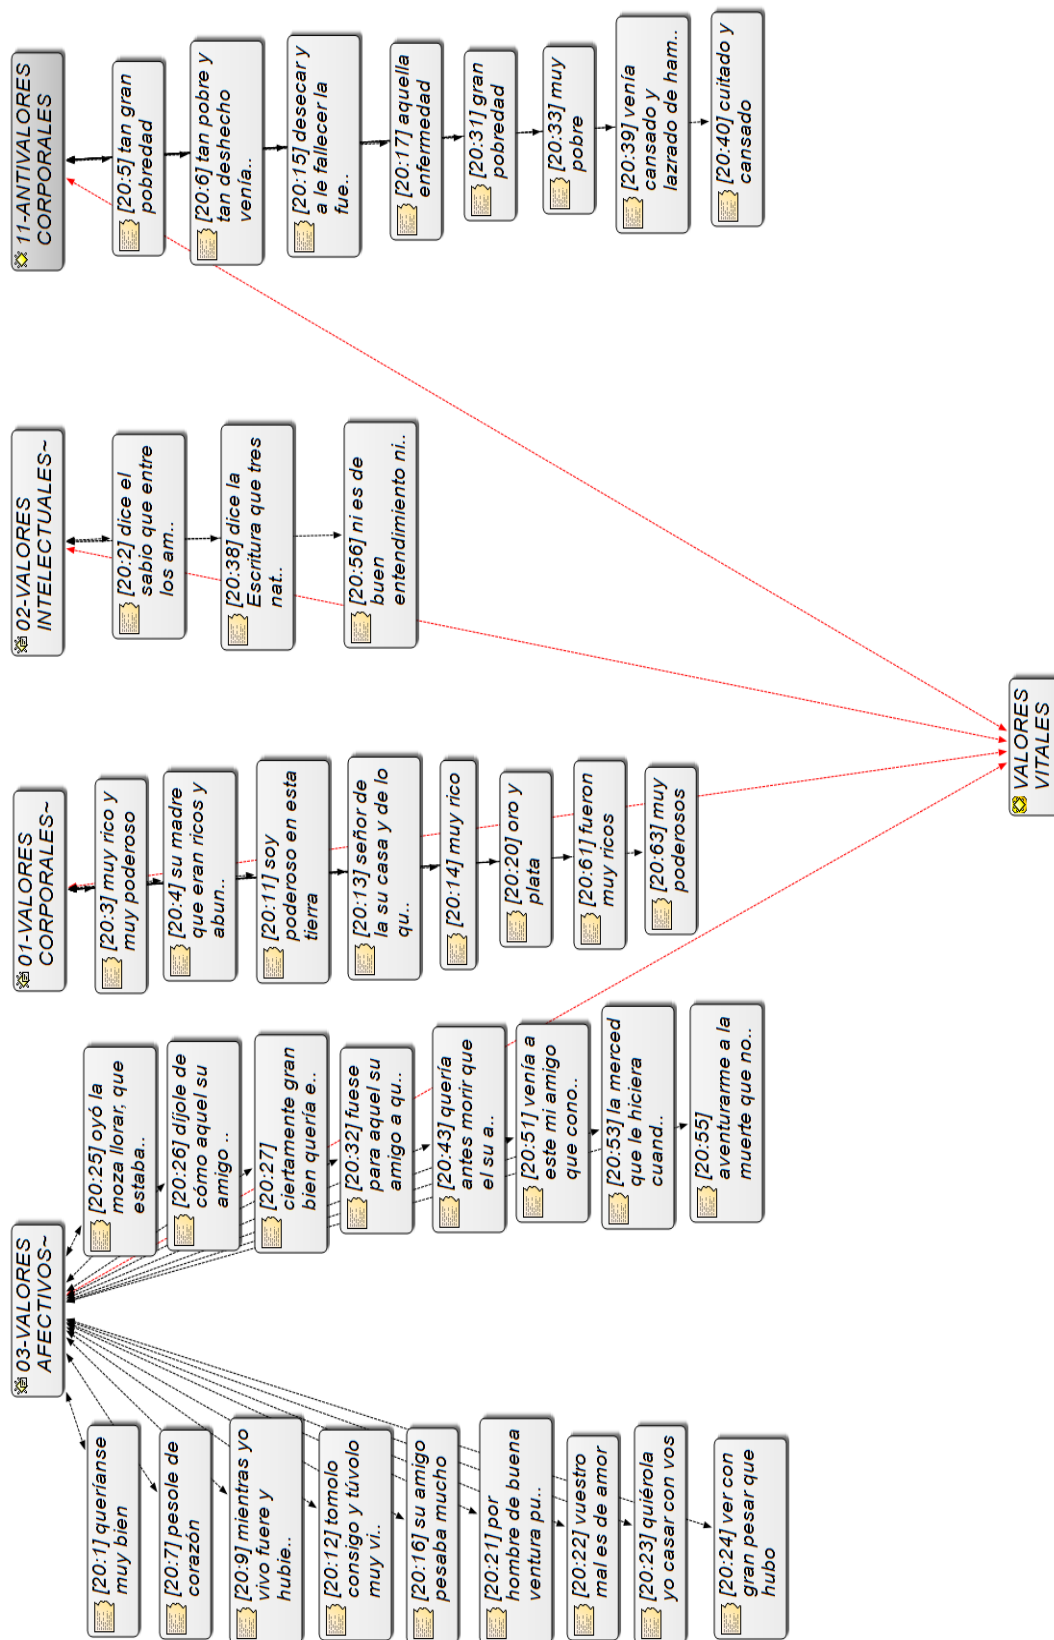 03-VALORES
AFECTIVOS~
[20:1] queríanse
muy bien
[20:7] pesole de
corazón
[20:9] mientras yo
vivo fuere y
hubie..
[20:12] tomolo
consigo y túvolo
muy vi..
[20:16] su amigo
pesaba mucho
[20:21] por
hombre de buena
ventura pu..
[20:22] vuestro
mal es de amor
[20:23] quiérola
yo casar con vos
[20:24] ver con
gran pesar que
hubo
[20:25] oyó la
moza llorar, que
estaba..
[20:26] díjole de
cómo aquel su
amigo ..
[20:27]
ciertamente gran
bien quería e..
[20:32] fuese
para aquel su
amigo a qu..
[20:43] quería
antes morir que
el su a..
[20:51] venía a
este mi amigo
que cono..
[20:53] la merced
que le hiciera
cuand..
[20:55]
aventurarme a la
muerte que no..
01-VALORES
CORPORALES~
[20:3] muy rico y
muy poderoso
[20:4] su madre
que eran ricos y
abun..
[20:11] soy
poderoso en esta
tierra
[20:13] señor de
la su casa y de lo
qu..
[20:14] muy rico
[20:20] oro y
plata
[20:61] fueron
muy ricos
[20:63] muy
poderosos
02-VALORES
INTELECTUALES~
[20:2] dice el
sabio que entre
los am..
[20:38] dice la
Escritura que tres
nat..
[20:56] ni es de
buen
entendimiento ni..
11-ANTIVALORES
CORPORALES
[20:5] tan gran
pobredad
[20:6] tan pobre y
tan deshecho
venía..
[20:15] desecar y
a le fallecer la
fue..
[20:17] aquella
enfermedad
[20:31] gran
pobredad
[20:33] muy
pobre
[20:39] venía
cansado y
lazrado de ham..
[20:40] cuitado y
cansado
VALORES
VITALES